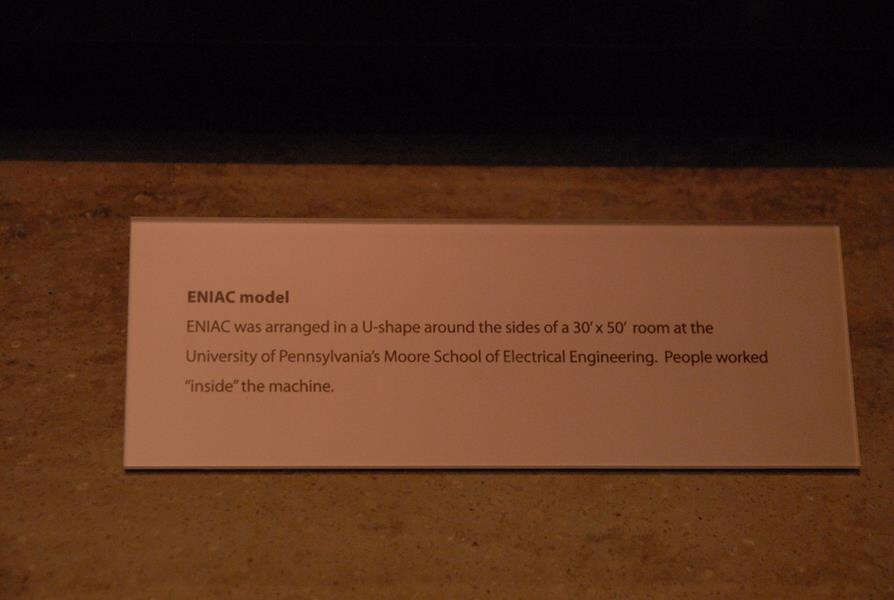 ENIAC model
ENIAC was arranged in a U-shape around the sides of a 30’ x 50’ room at the
University of Pennsylvania’s Moore School of Electrical Engineering. People worked
“inside” the machine.